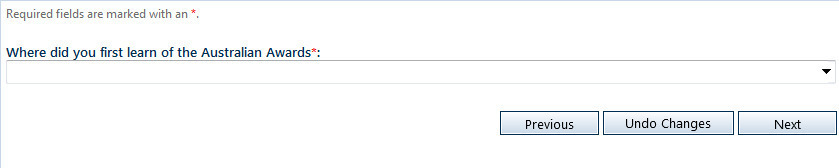 Required fields are marked with an *.
Where did you first learn of the Australian Awards*:
Previous Undo Changes Next